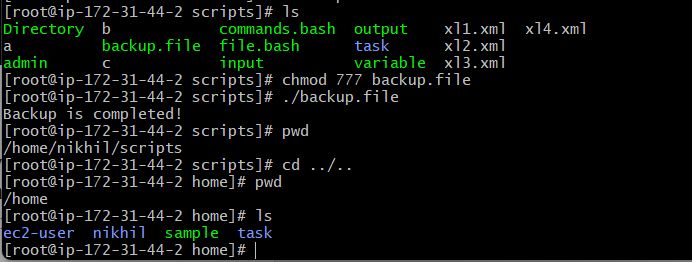 [root@ip-172-31-44-2 scripts]# ls
Directory  b            commands.bash  output    xl1.xml  xl4.xml
a          backup.file  file.bash      task      xl2.xml
admin      c            input          variable  xl3.xml
[root@ip-172-31-44-2 scripts]# chmod 777 backup.file
[root@ip-172-31-44-2 scripts]# ./backup.file
Backup is completed!
[root@ip-172-31-44-2 scripts]# pwd
/home/nikhil/scripts
[root@ip-172-31-44-2 scripts]# cd ../..
[root@ip-172-31-44-2 home]# pwd
/home
[root@ip-172-31-44-2 home]# ls
ec2-user  nikhil  sample  task
[root@ip-172-31-44-2 home]#